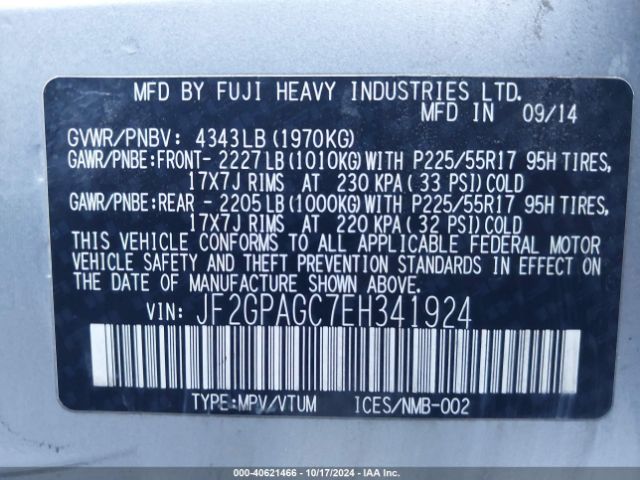 MFD BY FUJI HEAVY INDUSTRIES LTD.
MFD IN 09/14
GVWR/PNBV: 4343LB(1970KG)
GAWR/PNBE:FRONT- 2227LB(1010KG)WITH P225/55R17 95H TIRES,
17X7J RIMS AT 230 KPA( 33 PSI)COLD
GAWR/PNBE:REAR - 2205LB(1000KG)WITH P225/55R17 95H TIRES,
17X7J RIMS AT 220 KPA( 32 PSI)COLD
THIS VEHICLE CONFORMS TO ALL APPLICABLE FEDERAL MOTOR
VEHICLE SAFETY AND THEFT PREVENTION STANDARDS IN EFFECT ON
THE DATE OF MANUFACTURE SHOWN ABOVE.
VIN: JF2GPAGC7EH341924
TYPE:MPV/VTUM ICES/NMB-002
000-40621466 - 10/17/2024 - IAA Inc.